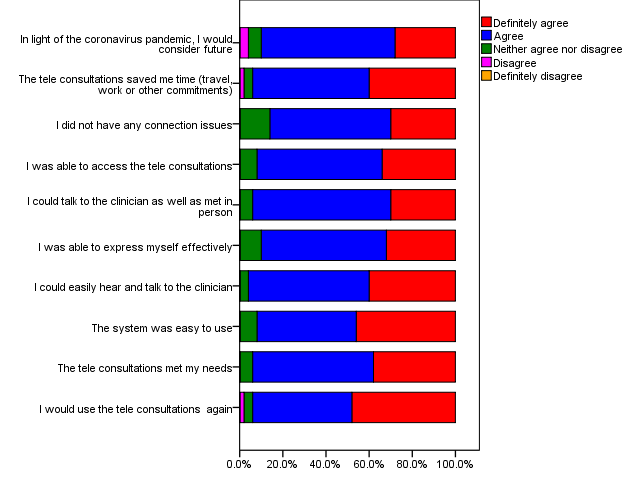 In light of the coronavirus pandemic, I would
consider future
The tele consultations saved me time (travel,
work or other commitments)
I did not have any connection issues
I was able to access the tele consultations
I could talk to the clinician as well as met in
person
I was able to express myself effectively
I could easily hear and talk to the clinician
The system was easy to use
The tele consultations met my needs
I would use the tele consultations  again
0.0% 20.0% 40.0% 60.0% 80.0% 100.0%
Definitely agree
Agree
Neither agree nor disagree
Disagree
Definitely disagree